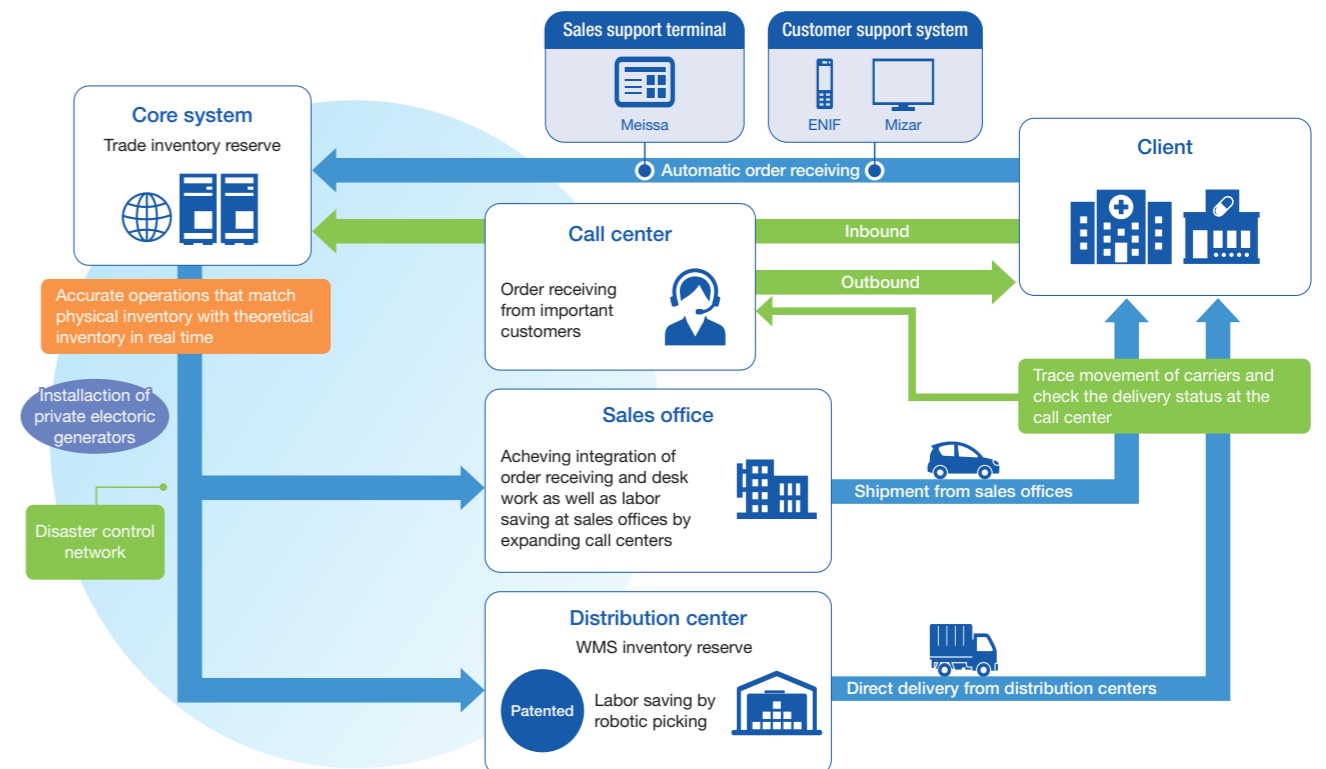 Sales support terminal
Meissa
Customer support system
ENIF
Mizar
Core system
Trade inventory reserve
Client
Automatic order receiving
Call center
Order receiving
from important
customers
Inbound
Outbound
Accurate operations that match
physical inventory with theoretical
inventory in real time
Installaction of
private electoric
generators
Disaster control
network
Trace movement of carriers and
check the delivery status at the
call center
Sales office
Acheving integration of
order receiving and desk
work as well as labor
saving at sales offices by
expanding call centers
Shipment from sales offices
Distribution center
WMS inventory reserve
Patented
Labor saving by
robotic picking
Direct delivery from distribution centers